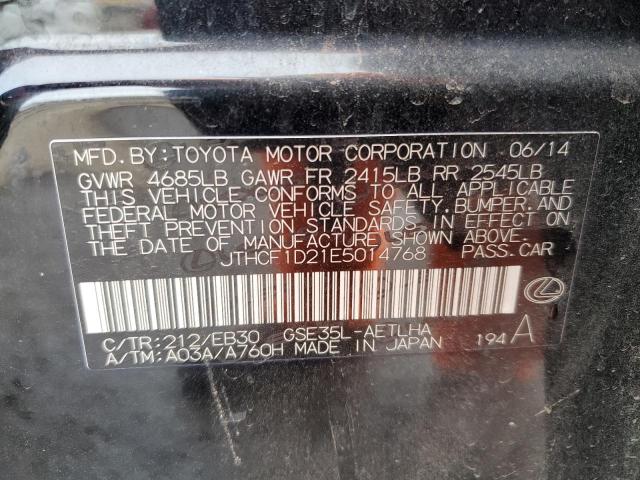 MFD. BY: TOYOTA MOTOR CORPORATION 06/14
GVWR 4685LB GAWR FR 2415LB RR 2545LB
THIS VEHICLE CONFORMS TO ALL APPLICABLE
FEDERAL MOTOR VEHICLE SAFETY, BUMPER, AND
THEFT PREVENTION STANDARDS IN EFFECT ON
THE DATE OF MANUFACTURE SHOWN ABOVE.
JTHCF1D21E5014768 PASS. CAR
C/TR: 212/EB30 GSE35L-AETLHA
A/TM: A03A/A760H MADE IN JAPAN 194 A